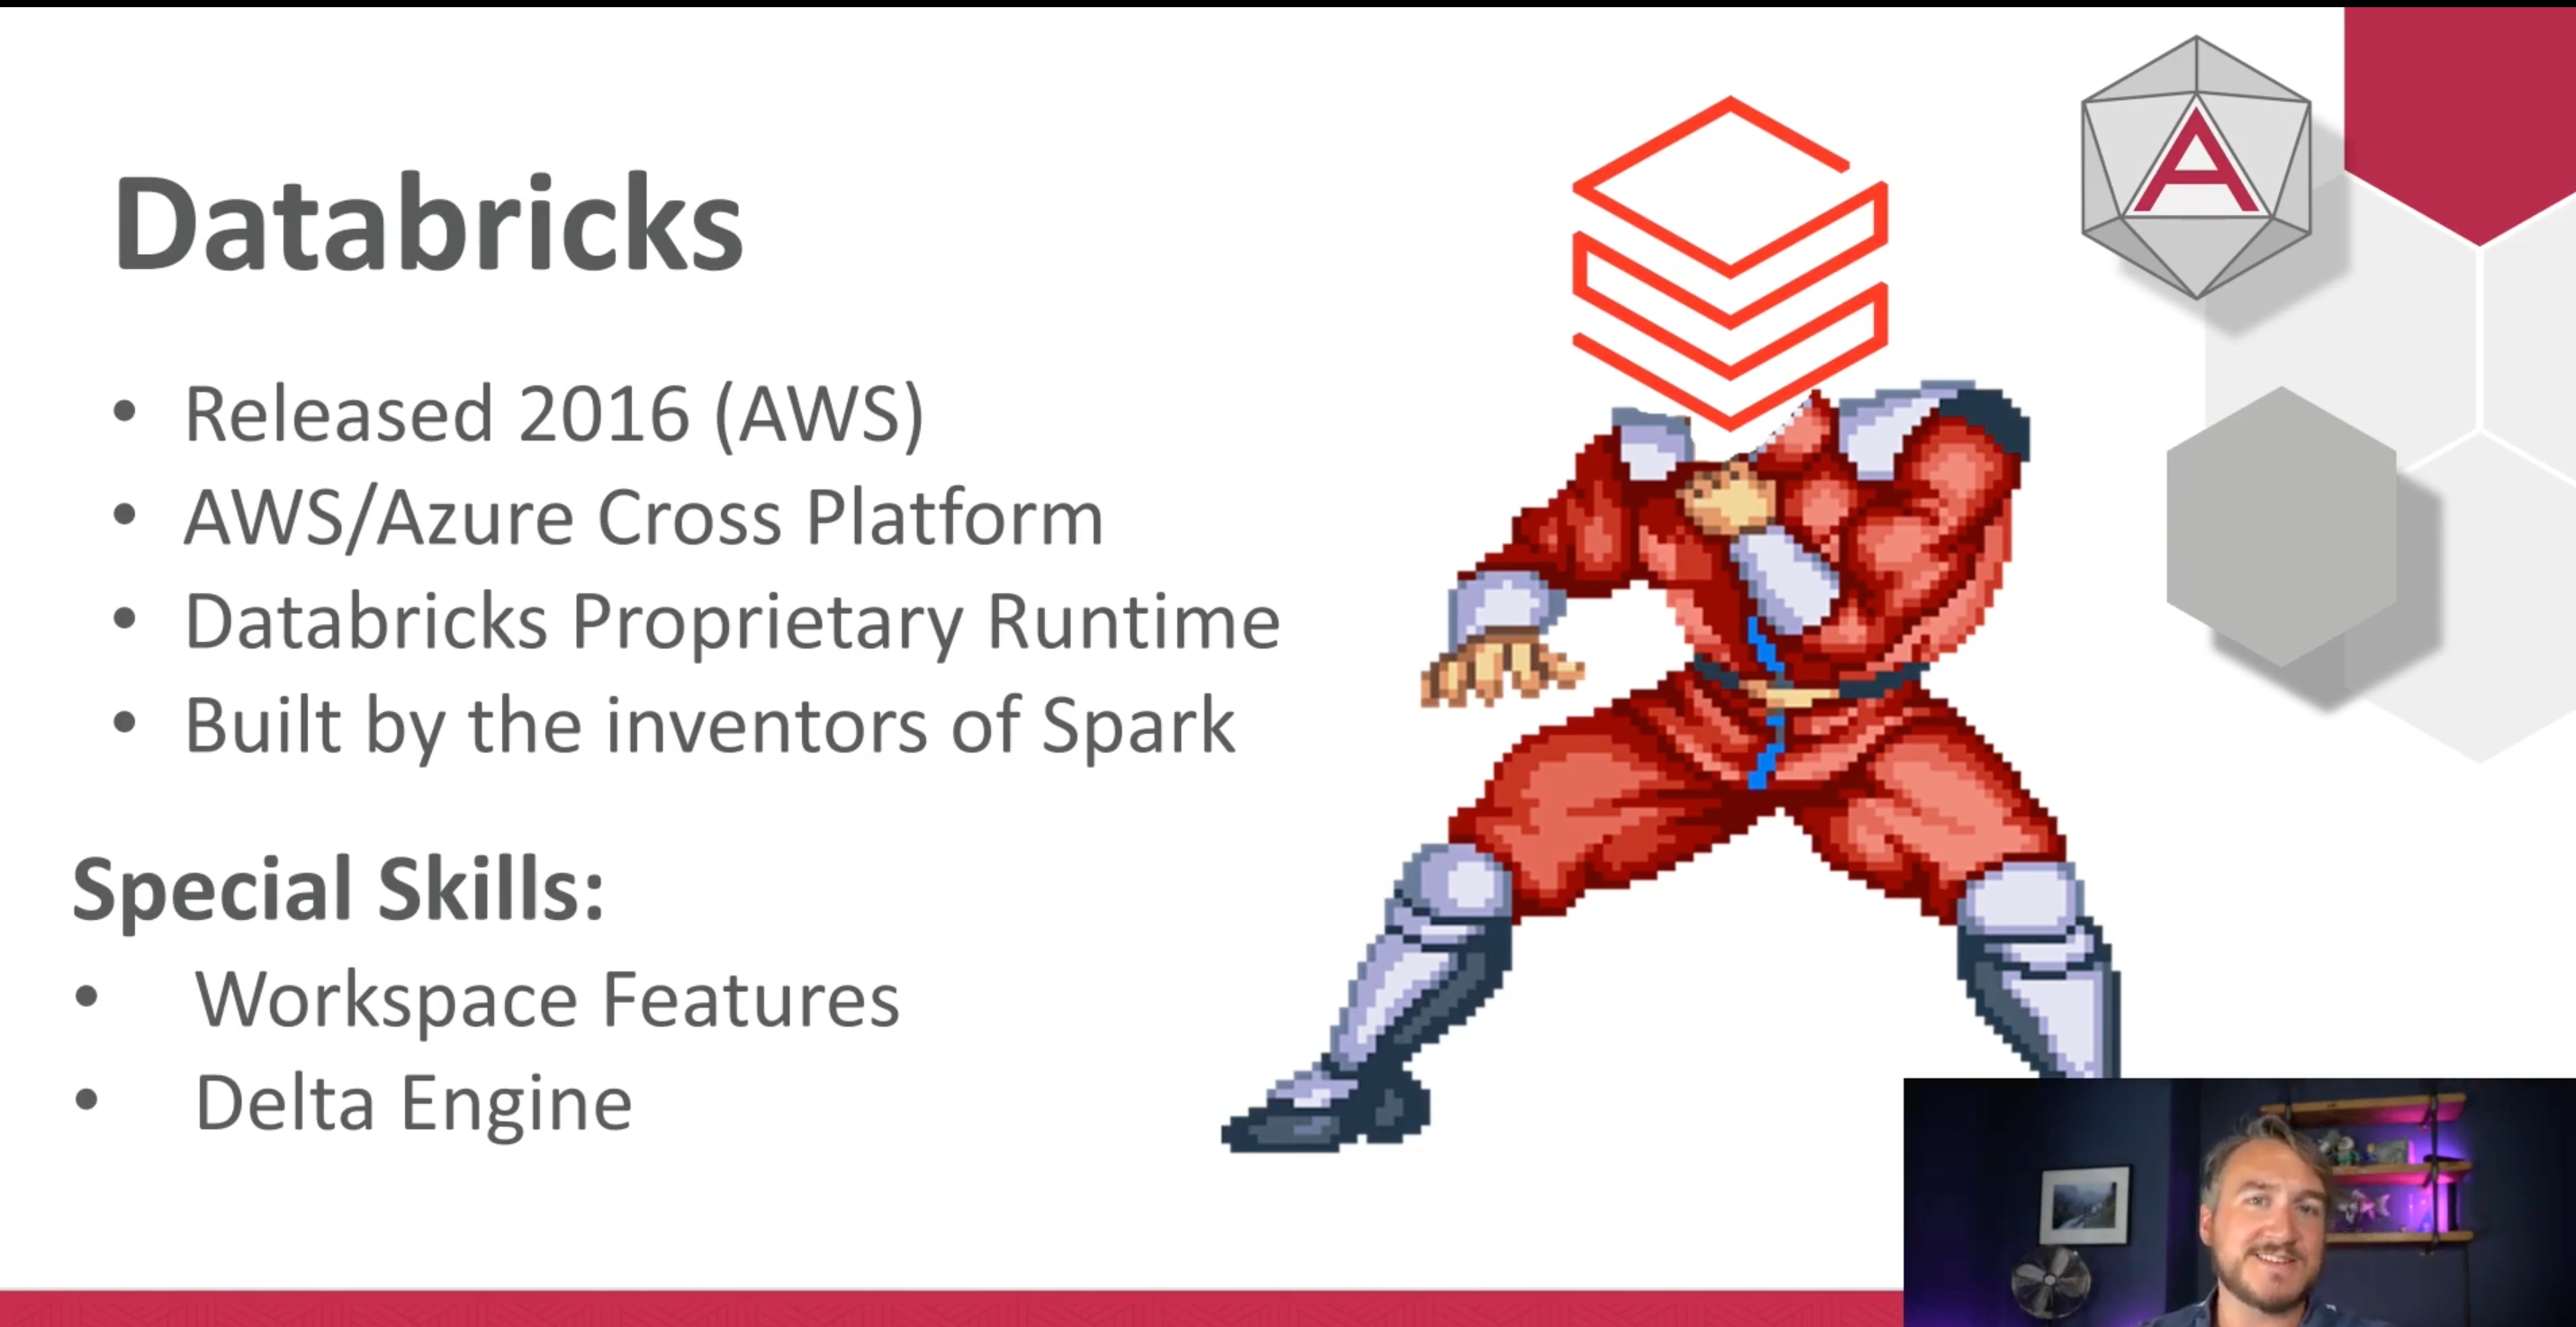 Databricks
• Released 2016 (AWS)
• AWS/Azure Cross Platform
• Databricks Proprietary Runtime
• Built by the inventors of Spark
Special Skills:
• Workspace Features
• Delta Engine
A